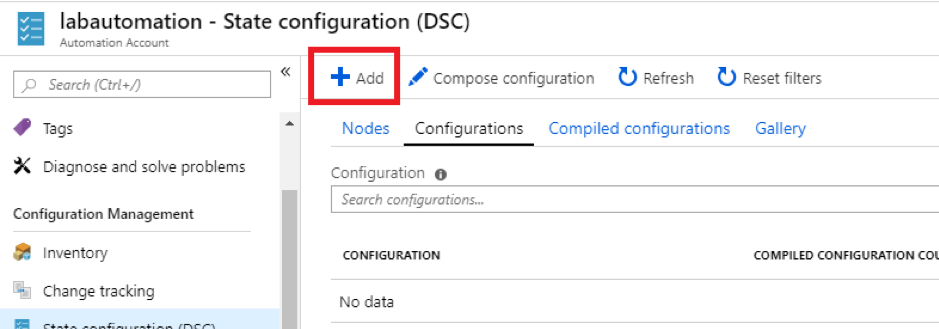 labautomation - State configuration (DSC)
Automation Account
Search (Ctrl+/)
«
Tags
Diagnose and solve problems
Configuration Management
Inventory
Change tracking
State configuration (DSC)
Add
Compose configuration
Refresh
Reset filters
Nodes
Configurations
Compiled configurations
Gallery
Configuration
Search configurations...
CONFIGURATION
COMPILED CONFIGURATION COU
No data